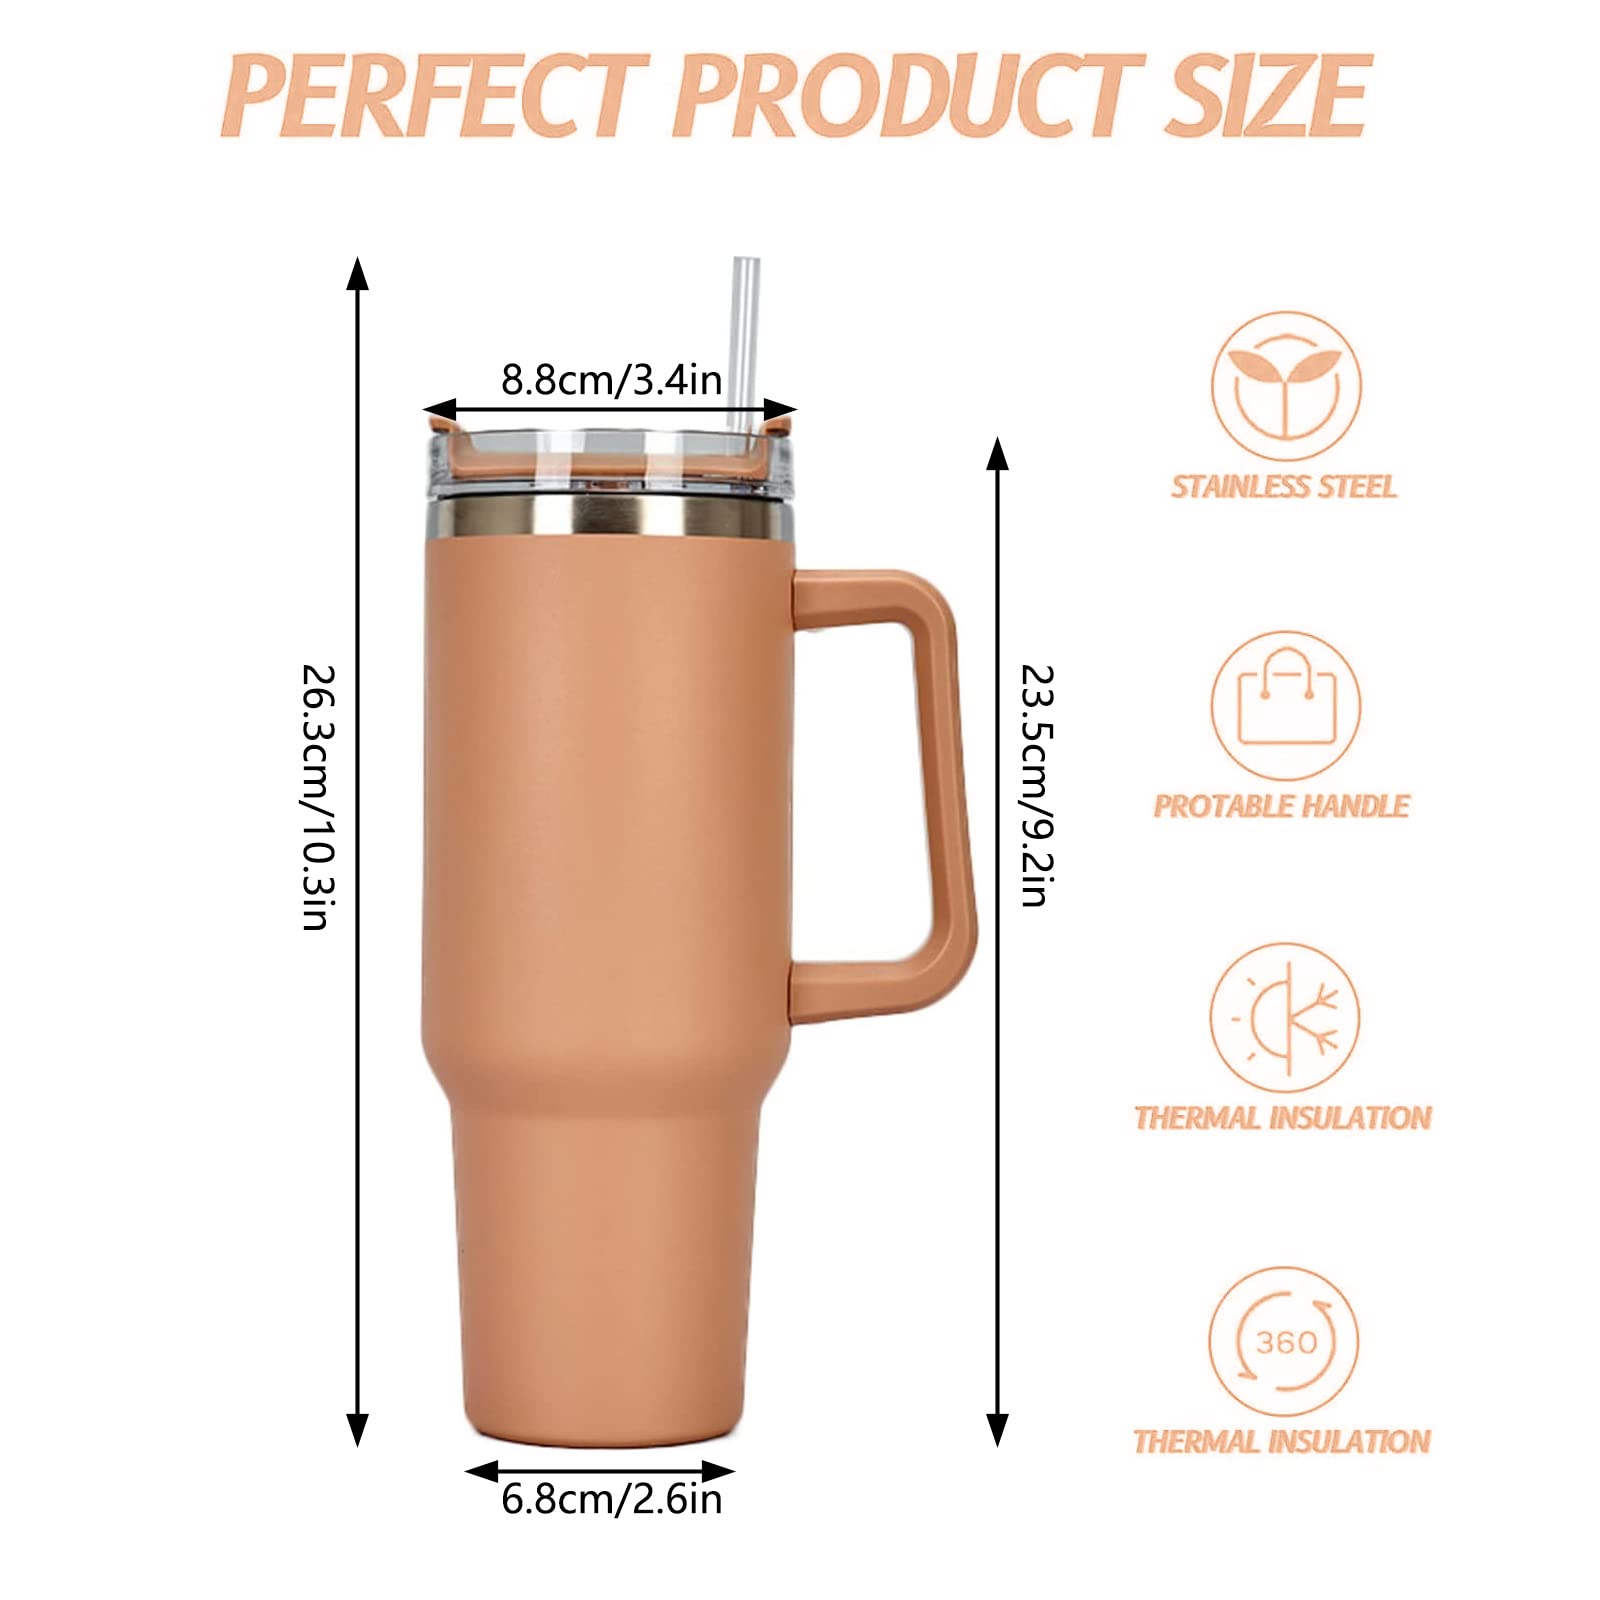 PERFECT PRODUCT SIZE
8.8cm/3.4in
26.3cm/10.3in
23.5cm/9.2in
6.8cm/2.6in
STAINLESS STEEL
PROTABLE HANDLE
THERMAL INSULATION
360
THERMAL INSULATION